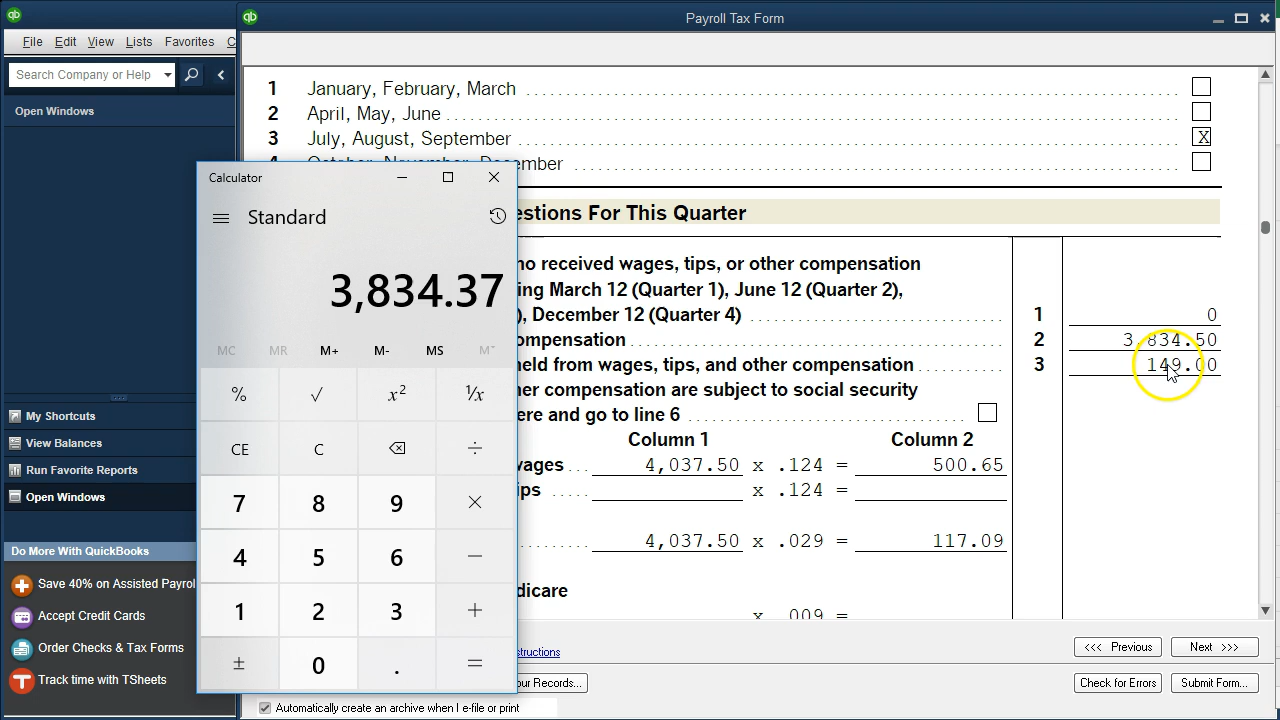 Payroll Tax Form
File Edit View Lists Favorites C
Search Company or Help
Open Windows
1 January, February, March
2 April, May, June
3 July, August, September X
ember
Calculator
Standard
3,834.37
MC MR M+ M- MS M˅
% √ x² ¹/x
CE C ⌫ ÷
7 8 9 ×
4 5 6 −
1 2 3 +
± 0 . =
estions For This Quarter
no received wages, tips, or other compensation
ing March 12 (Quarter 1), June 12 (Quarter 2),
), December 12 (Quarter 4) 1 0
ompensation 2 3,834.50
eld from wages, tips, and other compensation 3 149.00
er compensation are subject to social security
ere and go to line 6
Column 1 Column 2
wages 4,037.50 x .124 = 500.65
ips x .124 =
4,037.50 x .029 = 117.09
dicare
x .009 =
My Shortcuts
View Balances
Run Favorite Reports
Open Windows
Do More With QuickBooks
Save 40% on Assisted Payrol
Accept Credit Cards
Order Checks & Tax Forms
Track time with TSheets
structions
<<< Previous Next >>>
our Records...
Check for Errors Submit Form...
Automatically create an archive when I e-file or print